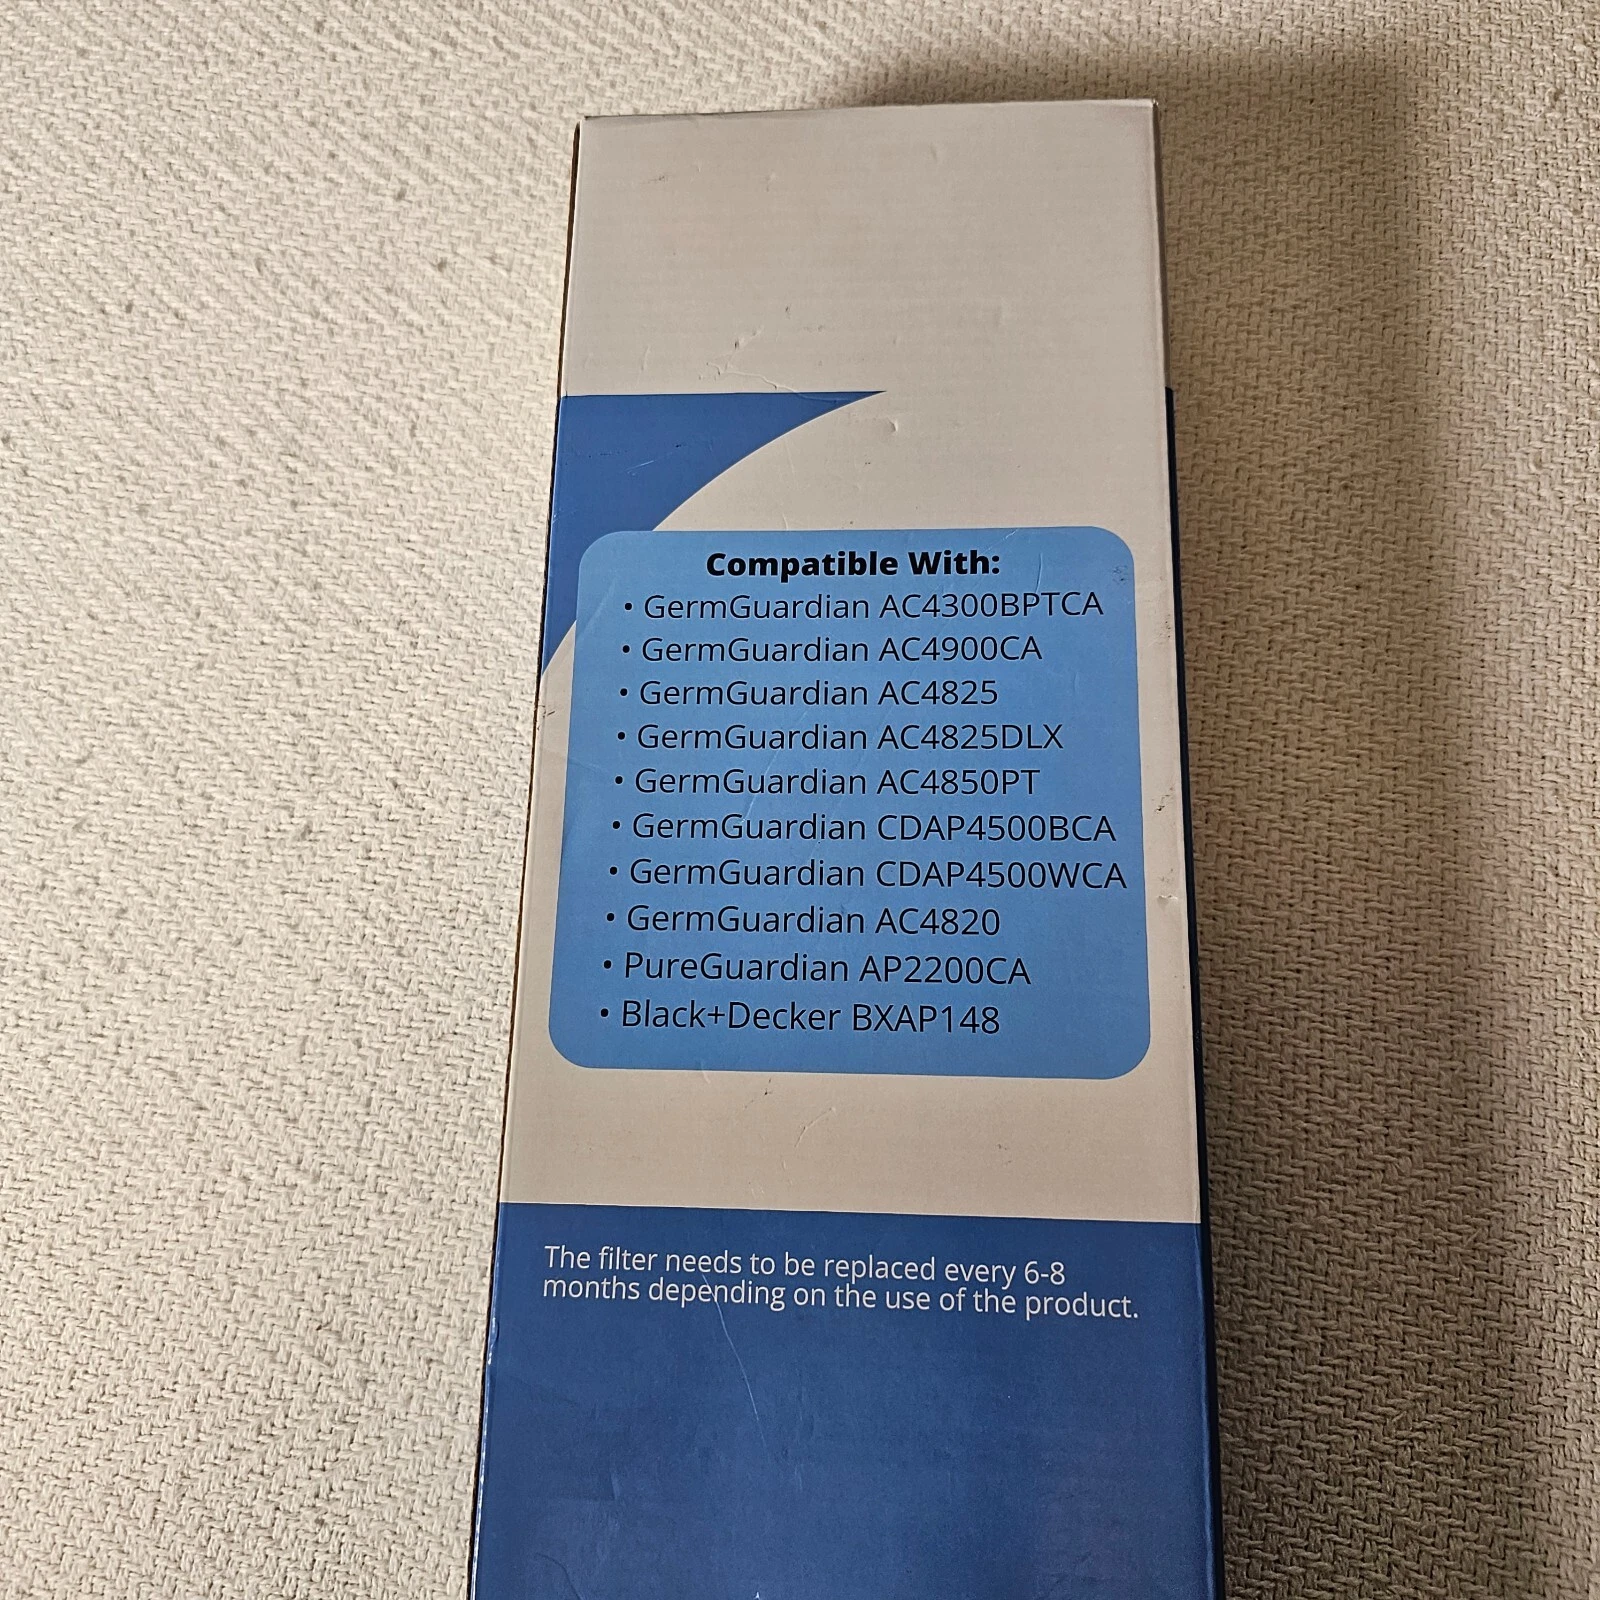 Compatible With:
• GermGuardian AC4300BPTCA
• GermGuardian AC4900CA
• GermGuardian AC4825
• GermGuardian AC4825DLX
• GermGuardian AC4850PT
• GermGuardian CDAP4500BCA
• GermGuardian CDAP4500WCA
• GermGuardian AC4820
• PureGuardian AP2200CA
• Black+Decker BXAP148
The filter needs to be replaced every 6-8
months depending on the use of the product.